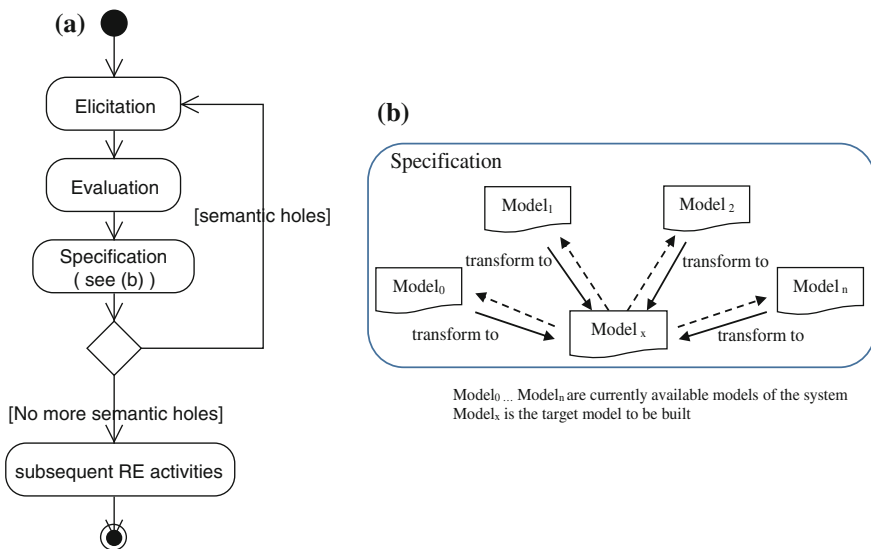 (a)
Elicitation
Evaluation
[semantic holes]
Specification
( see (b) )
[No more semantic holes]
subsequent RE activities
(b)
Specification
Model1
Model 2
transform to
transform to
Model0
Model n
transform to
Model x
transform to
Model0 ... Modeln are currently available models of the system
Modelx is the target model to be built